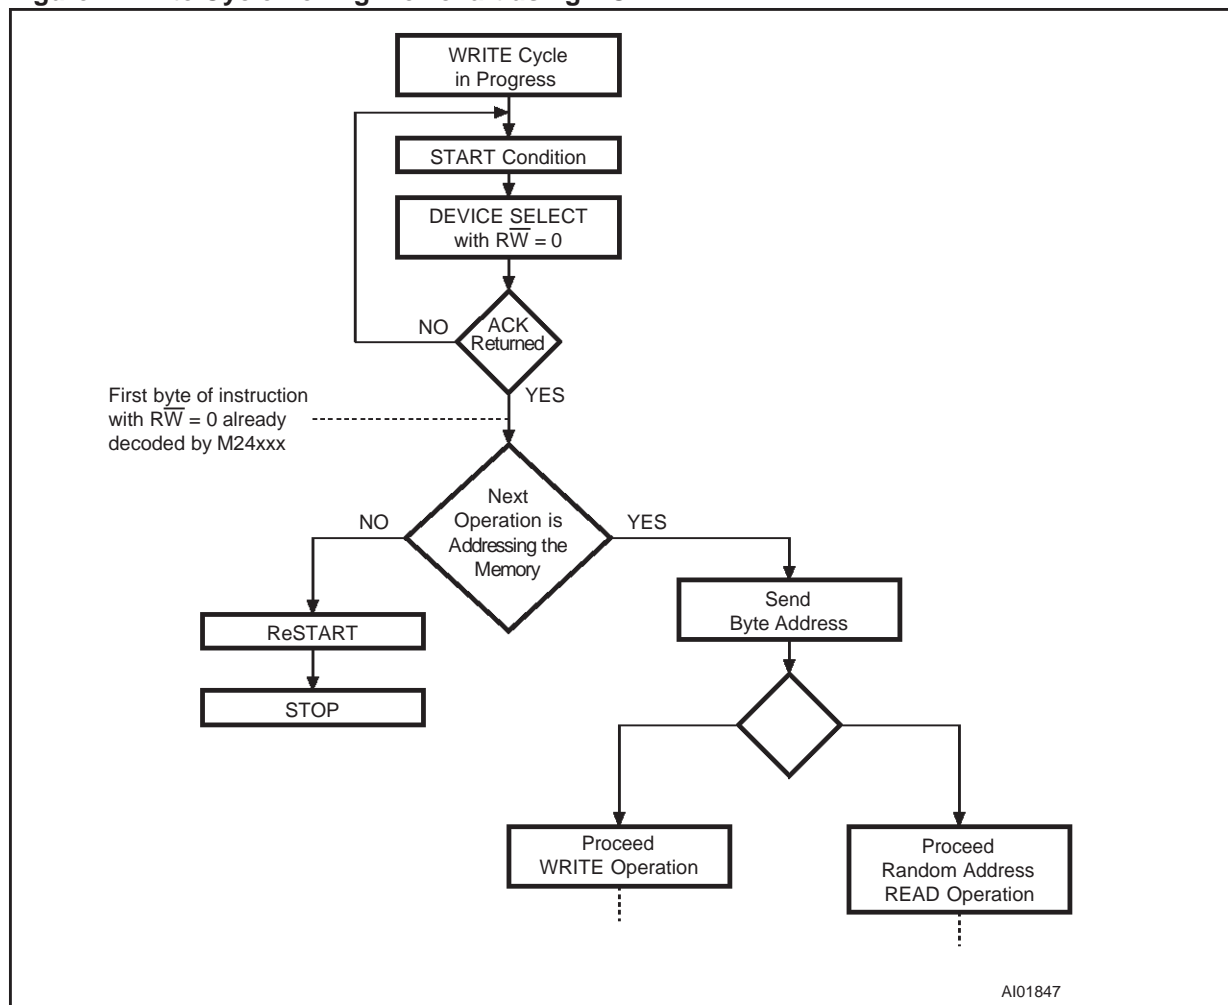 WRITE Cycle
in Progress
START Condition
DEVICE SELECT
with RW̅ = 0
ACK
Returned
NO
YES
First byte of instruction
with RW̅ = 0 already
decoded by M24xxx
Next
Operation is
Addressing the
Memory
NO
YES
ReSTART
STOP
Send
Byte Address
Proceed
WRITE Operation
Proceed
Random Address
READ Operation
AI01847